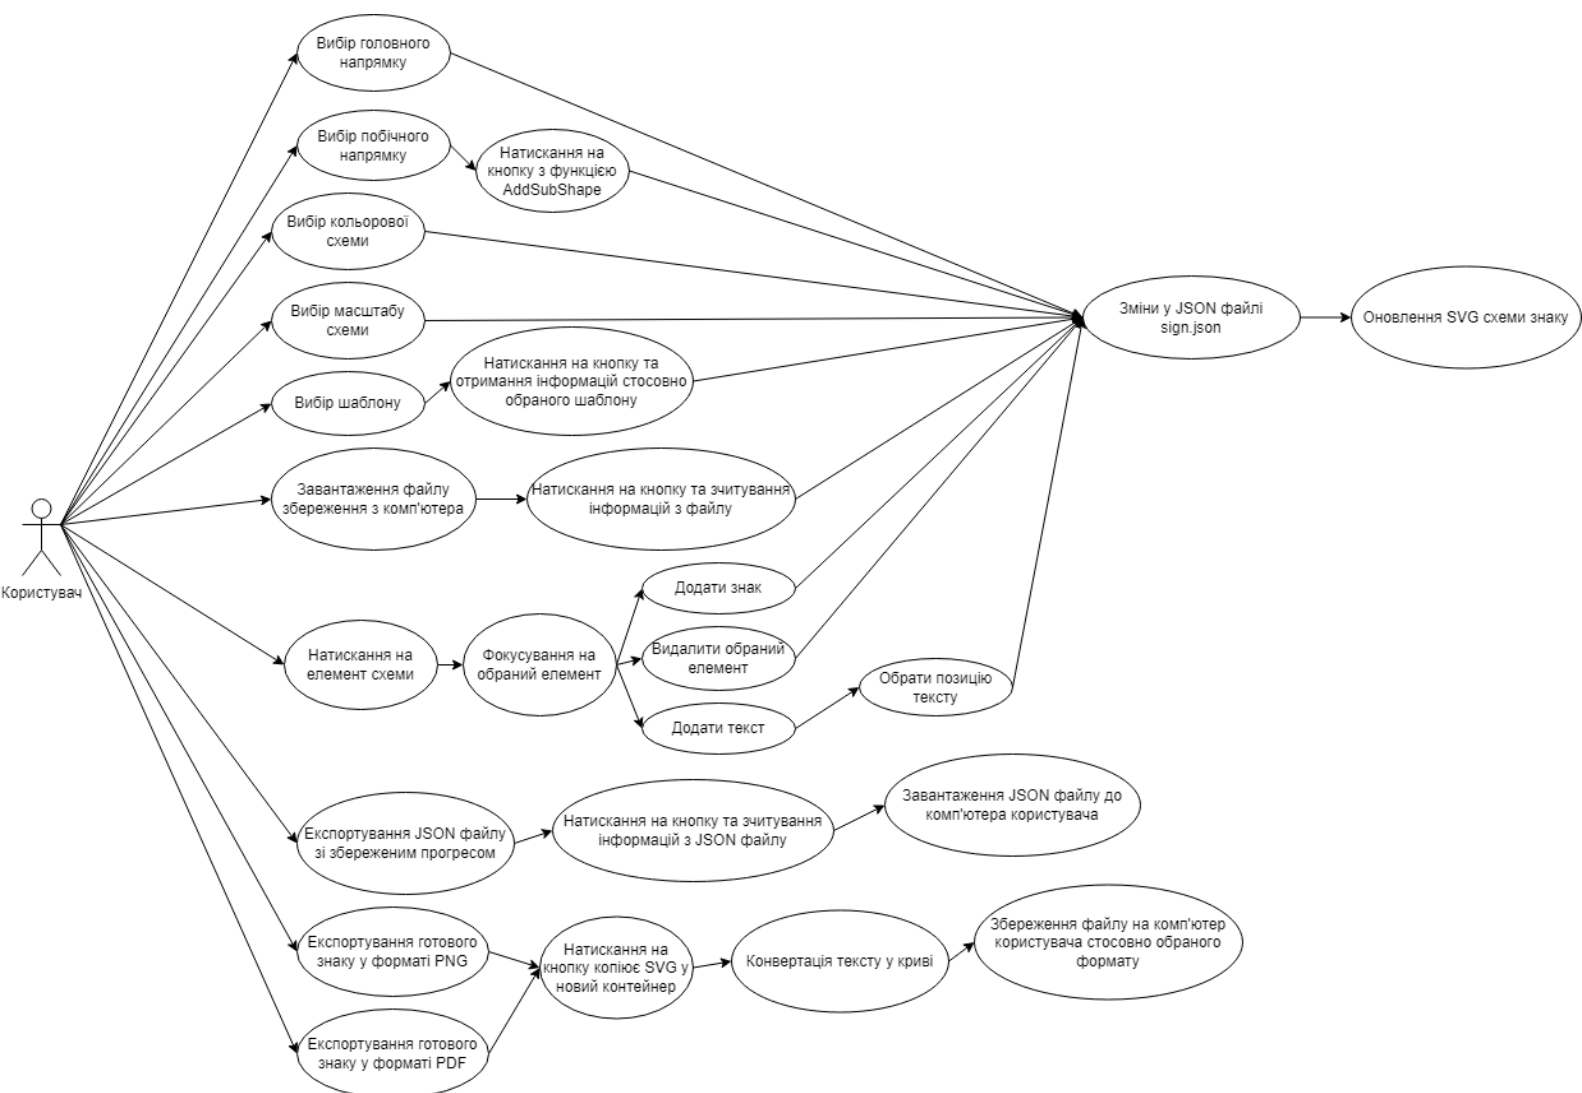 Вибір головного
напрямку
Вибір побічного
напрямку
Натискання на
кнопку з функцією
AddSubShape
Вибір кольорової
схеми
Вибір масштабу
схеми
Зміни у JSON файлі
sign.json
Оновлення SVG схеми знаку
Вибір шаблону
Натискання на кнопку та
отримання інформацій стосовно
обраного шаблону
Завантаження файлу
збереження з комп'ютера
Натискання на кнопку та зчитування
інформацій з файлу
Користувач
Натискання на
елемент схеми
Фокусування на
обраний елемент
Додати знак
Видалити обраний
елемент
Додати текст
Обрати позицію
тексту
Експортування JSON файлу
зі збереженим прогресом
Натискання на кнопку та зчитування
інформацій з JSON файлу
Завантаження JSON файлу до
комп'ютера користувача
Експортування готового
знаку у форматі PNG
Натискання на
кнопку копіює SVG у
новий контейнер
Конвертація тексту у криві
Збереження файлу на комп'ютер
користувача стосовно обраного
формату
Експортування готового
знаку у форматі PDF